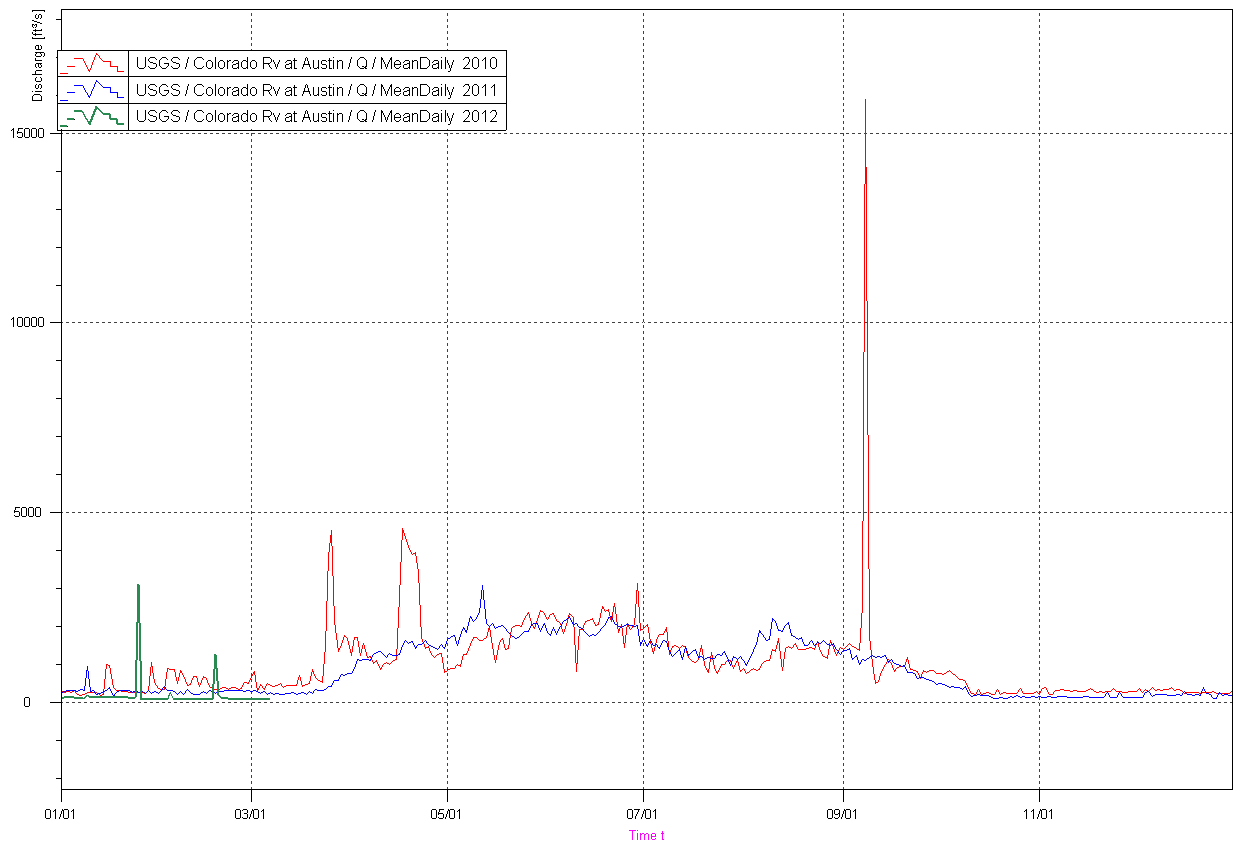 Discharge [ft³/s]
USGS / Colorado Rv at Austin / Q / MeanDaily 2010
USGS / Colorado Rv at Austin / Q / MeanDaily 2011
USGS / Colorado Rv at Austin / Q / MeanDaily 2012
15000
10000
5000
0
01/01 03/01 05/01 07/01 09/01 11/01
Time t